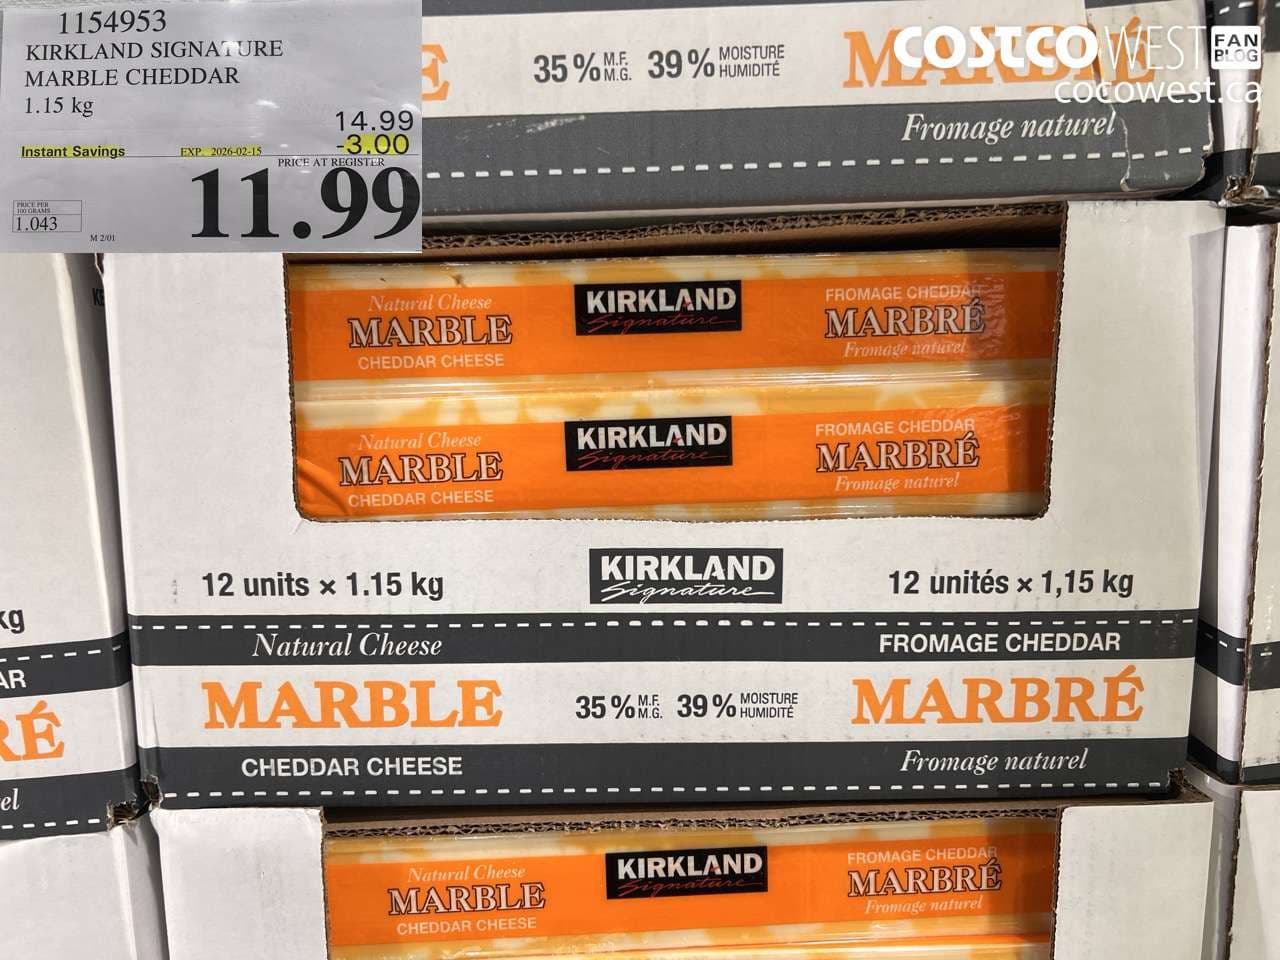 1154953
KIRKLAND SIGNATURE
MARBLE CHEDDAR
1.15 kg
14.99
Instant Savings EXP. 2026-02-15 -3.00
PRICE AT REGISTER
11.99
PRICE PER
100 GRAMS
1.043
M 2/01
É 35% M.F. M.G. 39% MOISTURE HUMIDITÉ MARBRÉ
Fromage naturel
COSTCO WEST FAN BLOG
cocowest.ca
Natural Cheese
MARBLE
CHEDDAR CHEESE
KIRKLAND
Signature
FROMAGE CHEDDAR
MARBRÉ
Fromage naturel
Natural Cheese
MARBLE
CHEDDAR CHEESE
KIRKLAND
Signature
FROMAGE CHEDDAR
MARBRÉ
Fromage naturel
12 units × 1.15 kg
KIRKLAND
Signature
12 unités × 1,15 kg
Natural Cheese
FROMAGE CHEDDAR
MARBLE
35% M.F. M.G. 39% MOISTURE HUMIDITÉ
MARBRÉ
CHEDDAR CHEESE
Fromage naturel
kg
AR
RÉ
el
Natural Cheese
MARBLE
CHEDDAR CHEESE
KIRKLAND
Signature
FROMAGE CHEDDAR
MARBRÉ
Fromage naturel